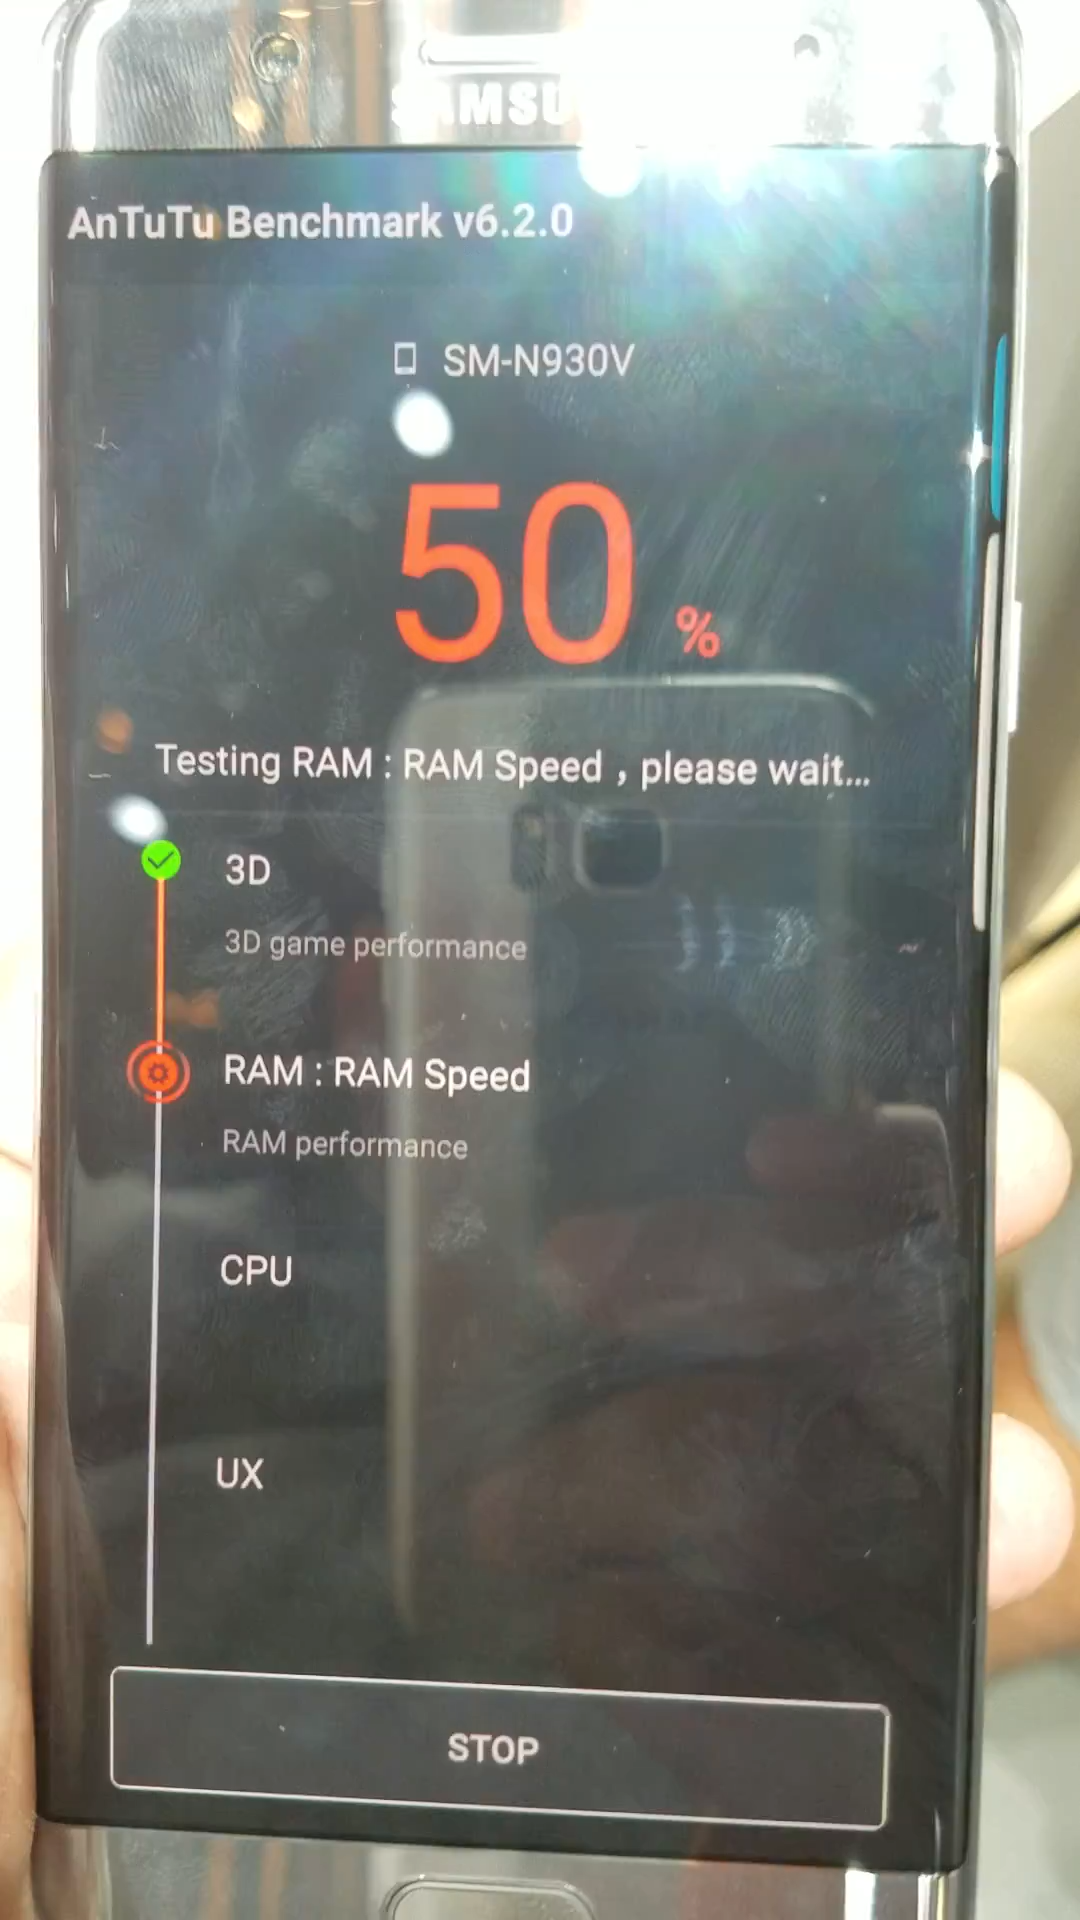 SAMSU
AnTuTu Benchmark v6.2.0
SM-N930V
50 %
Testing RAM : RAM Speed , please wait...
3D
3D game performance
RAM : RAM Speed
RAM performance
CPU
UX
STOP